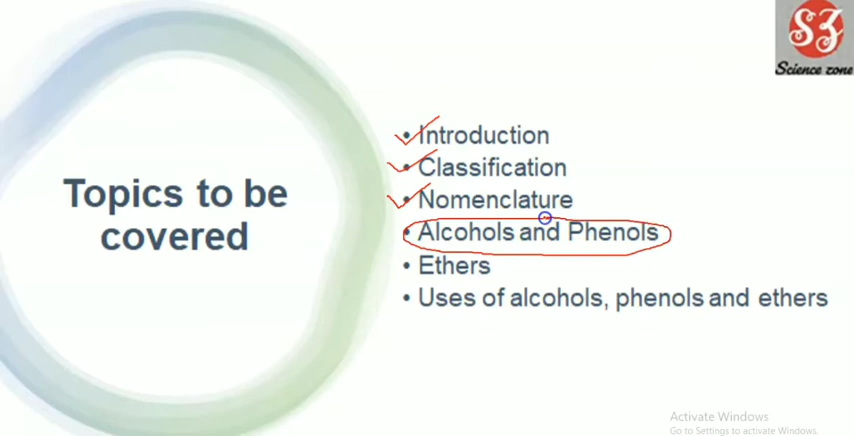 SZ
Science zone
Topics to be
covered
• Introduction
• Classification
• Nomenclature
• Alcohols and Phenols
• Ethers
• Uses of alcohols, phenols and ethers
Activate Windows
Go to Settings to activate Windows.